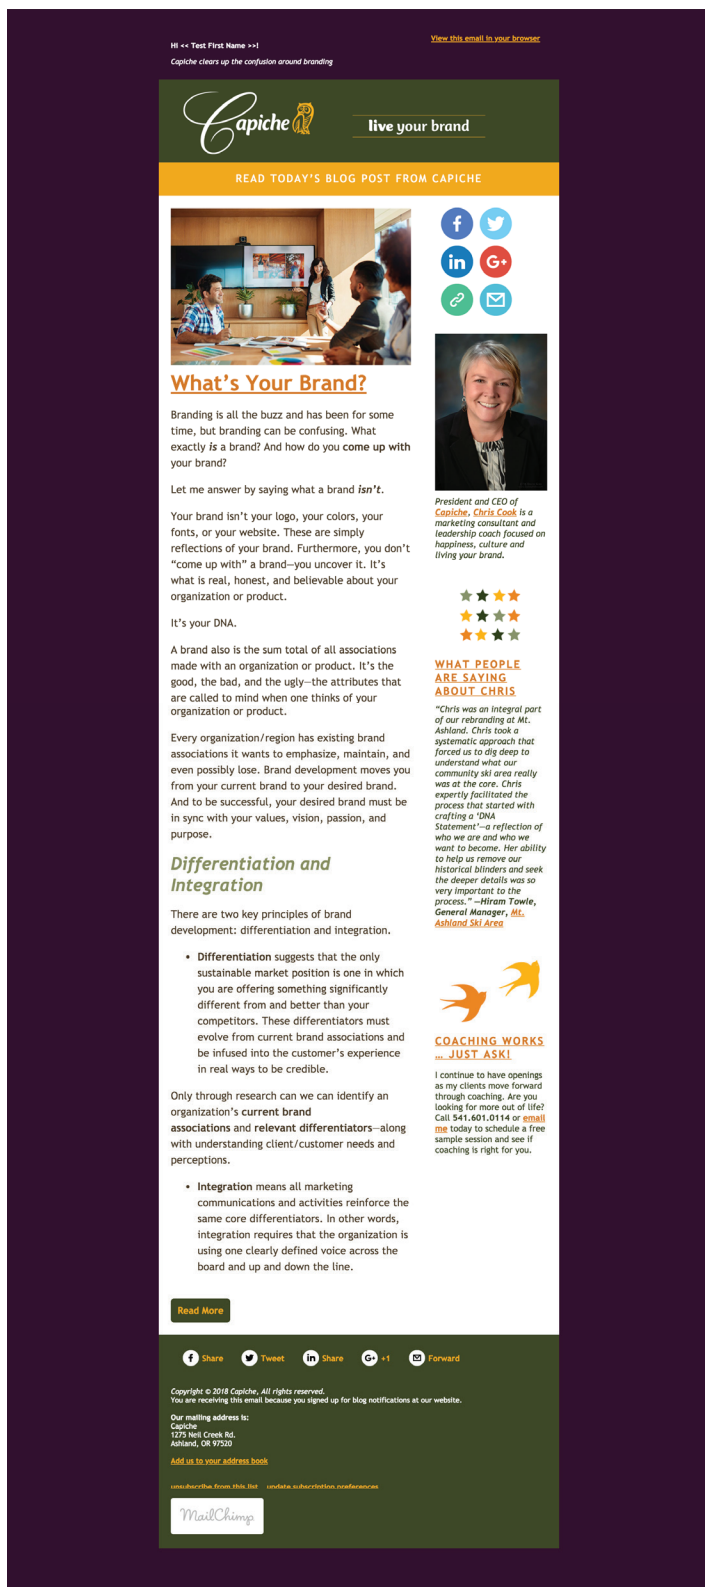 View this email in your browser
Hi << Test First Name >>!
Capiche clears up the confusion around branding
Capiche
live your brand
READ TODAY'S BLOG POST FROM CAPICHE
What's Your Brand?
Branding is all the buzz and has been for some
time, but branding can be confusing. What
exactly is a brand? And how do you come up with
your brand?
Let me answer by saying what a brand isn't.
Your brand isn't your logo, your colors, your
fonts, or your website. These are simply
reflections of your brand. Furthermore, you don't
“come up with” a brand—you uncover it. It's
what is real, honest, and believable about your
organization or product.
It's your DNA.
A brand also is the sum total of all associations
made with an organization or product. It's the
good, the bad, and the ugly—the attributes that
are called to mind when one thinks of your
organization or product.
Every organization/region has existing brand
associations it wants to emphasize, maintain, and
even possibly lose. Brand development moves you
from your current brand to your desired brand.
And to be successful, your desired brand must be
in sync with your values, vision, passion, and
purpose.
Differentiation and
Integration
There are two key principles of brand
development: differentiation and integration.
• Differentiation suggests that the only
sustainable market position is one in which
you are offering something significantly
different from and better than your
competitors. These differentiators must
evolve from current brand associations and
be infused into the customer's experience
in real ways to be credible.
Only through research can we can identify an
organization's current brand
associations and relevant differentiators—along
with understanding client/customer needs and
perceptions.
• Integration means all marketing
communications and activities reinforce the
same core differentiators. In other words,
integration requires that the organization is
using one clearly defined voice across the
board and up and down the line.
Read More
President and CEO of
Capiche, Chris Cook is a
marketing consultant and
leadership coach focused on
happiness, culture and
living your brand.
WHAT PEOPLE
ARE SAYING
ABOUT CHRIS
“Chris was an integral part
of our rebranding at Mt.
Ashland. Chris took a
systematic approach that
forced us to dig deep to
understand what our
community ski area really
was at the core. Chris
expertly facilitated the
process that started with
crafting a ‘DNA
Statement’—a reflection of
who we are and who we
want to become. Her ability
to help us remove our
historical blinders and seek
the deeper details was so
very important to the
process.” —Hiram Towle,
General Manager, Mt.
Ashland Ski Area
COACHING WORKS
… JUST ASK!
I continue to have openings
as my clients move forward
through coaching. Are you
looking for more out of life?
Call 541.601.0114 or email
me today to schedule a free
sample session and see if
coaching is right for you.
Share Tweet Share +1 Forward
Copyright © 2018 Capiche, All rights reserved.
You are receiving this email because you signed up for blog notifications at our website.
Our mailing address is:
Capiche
1275 Neil Creek Rd.
Ashland, OR 97520
Add us to your address book
unsubscribe from this list update subscription preferences
MailChimp